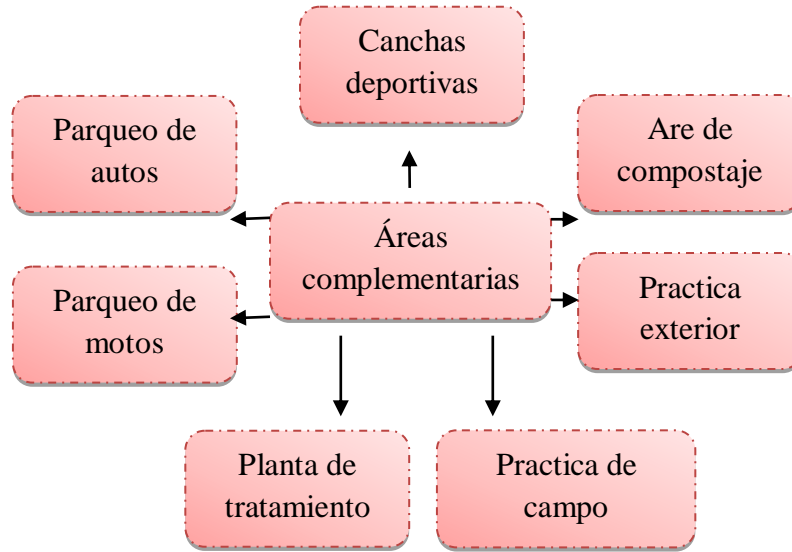 Canchas
deportivas
Parqueo de
autos
Are de
compostaje
Áreas
complementarias
Parqueo de
motos
Practica
exterior
Planta de
tratamiento
Practica de
campo